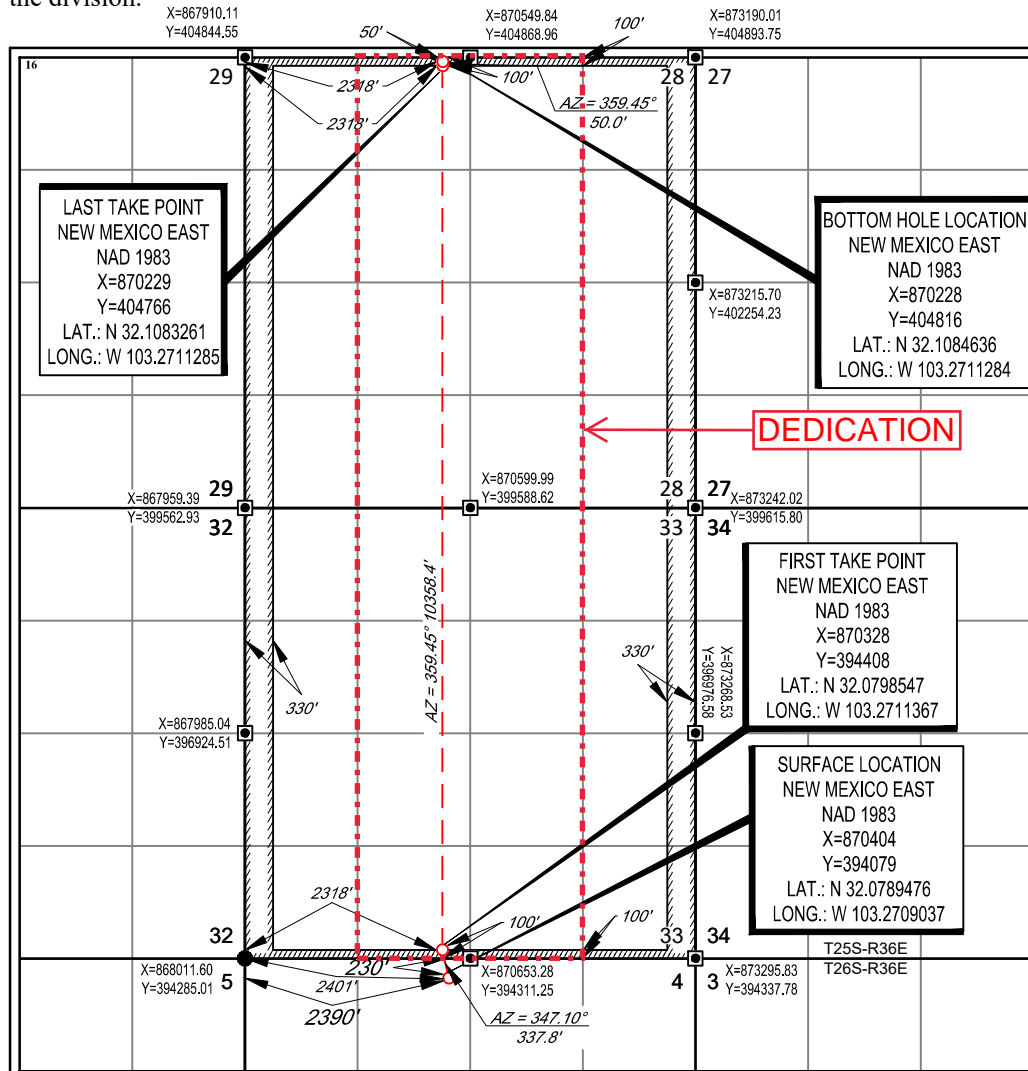 the division.
X=867910.11
Y=404844.55
X=870549.84
Y=404868.96
X=873190.01
Y=404893.75
50'
100'
16
29
2318'
100'
28
27
2318'
AZ = 359.45°
50.0'
LAST TAKE POINT
NEW MEXICO EAST
NAD 1983
X=870229
Y=404766
LAT.: N 32.1083261
LONG.: W 103.2711285
BOTTOM HOLE LOCATION
NEW MEXICO EAST
NAD 1983
X=870228
Y=404816
LAT.: N 32.1084636
LONG.: W 103.2711284
X=873215.70
Y=402254.23
DEDICATION
X=867959.39
Y=399562.93
29
32
X=870599.99
Y=399588.62
28
33
27
34
X=873242.02
Y=399615.80
AZ = 359.45° 10358.4'
FIRST TAKE POINT
NEW MEXICO EAST
NAD 1983
X=870328
Y=394408
LAT.: N 32.0798547
LONG.: W 103.2711367
330'
X=873268.53
Y=396976.58
330'
X=867985.04
Y=396924.51
SURFACE LOCATION
NEW MEXICO EAST
NAD 1983
X=870404
Y=394079
LAT.: N 32.0789476
LONG.: W 103.2709037
2318'
100'
100'
32
33
34
T25S-R36E
T26S-R36E
X=868011.60
Y=394285.01
5
230'
2401'
2390'
X=870653.28
Y=394311.25
4
3
X=873295.83
Y=394337.78
AZ = 347.10°
337.8'